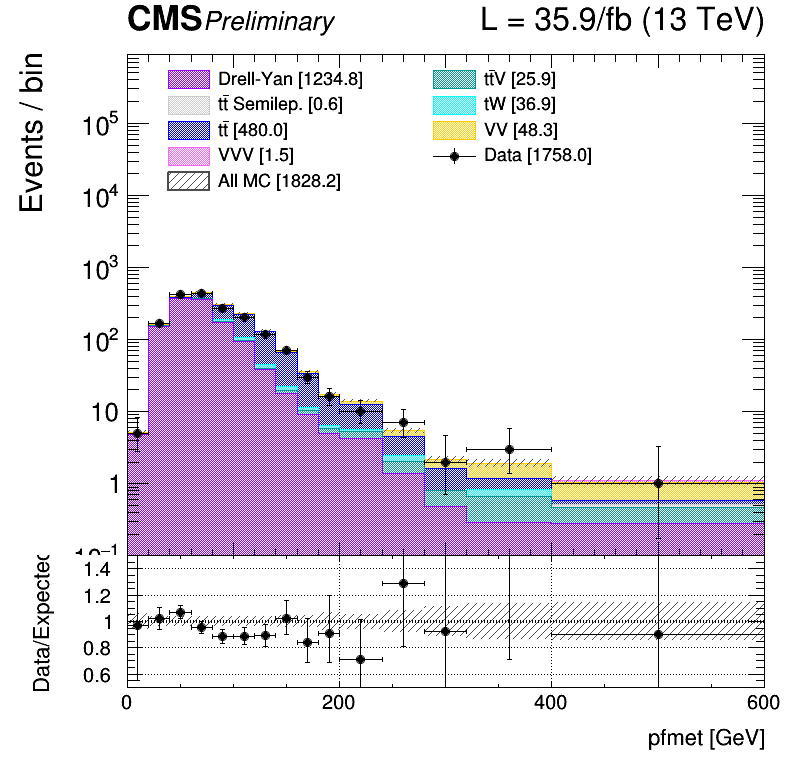 CMS Preliminary L = 35.9/fb (13 TeV)
Events / bin
Drell-Yan [1234.8]
tt̄ Semilep. [0.6]
tt̄ [480.0]
VVV [1.5]
All MC [1828.2]
tt̄V [25.9]
tW [36.9]
VV [48.3]
Data [1758.0]
10⁵
10⁴
10³
10²
10
1
10⁻¹
Data/Expected
1.4
1.2
1
0.8
0.6
0 200 400 600
pfmet [GeV]